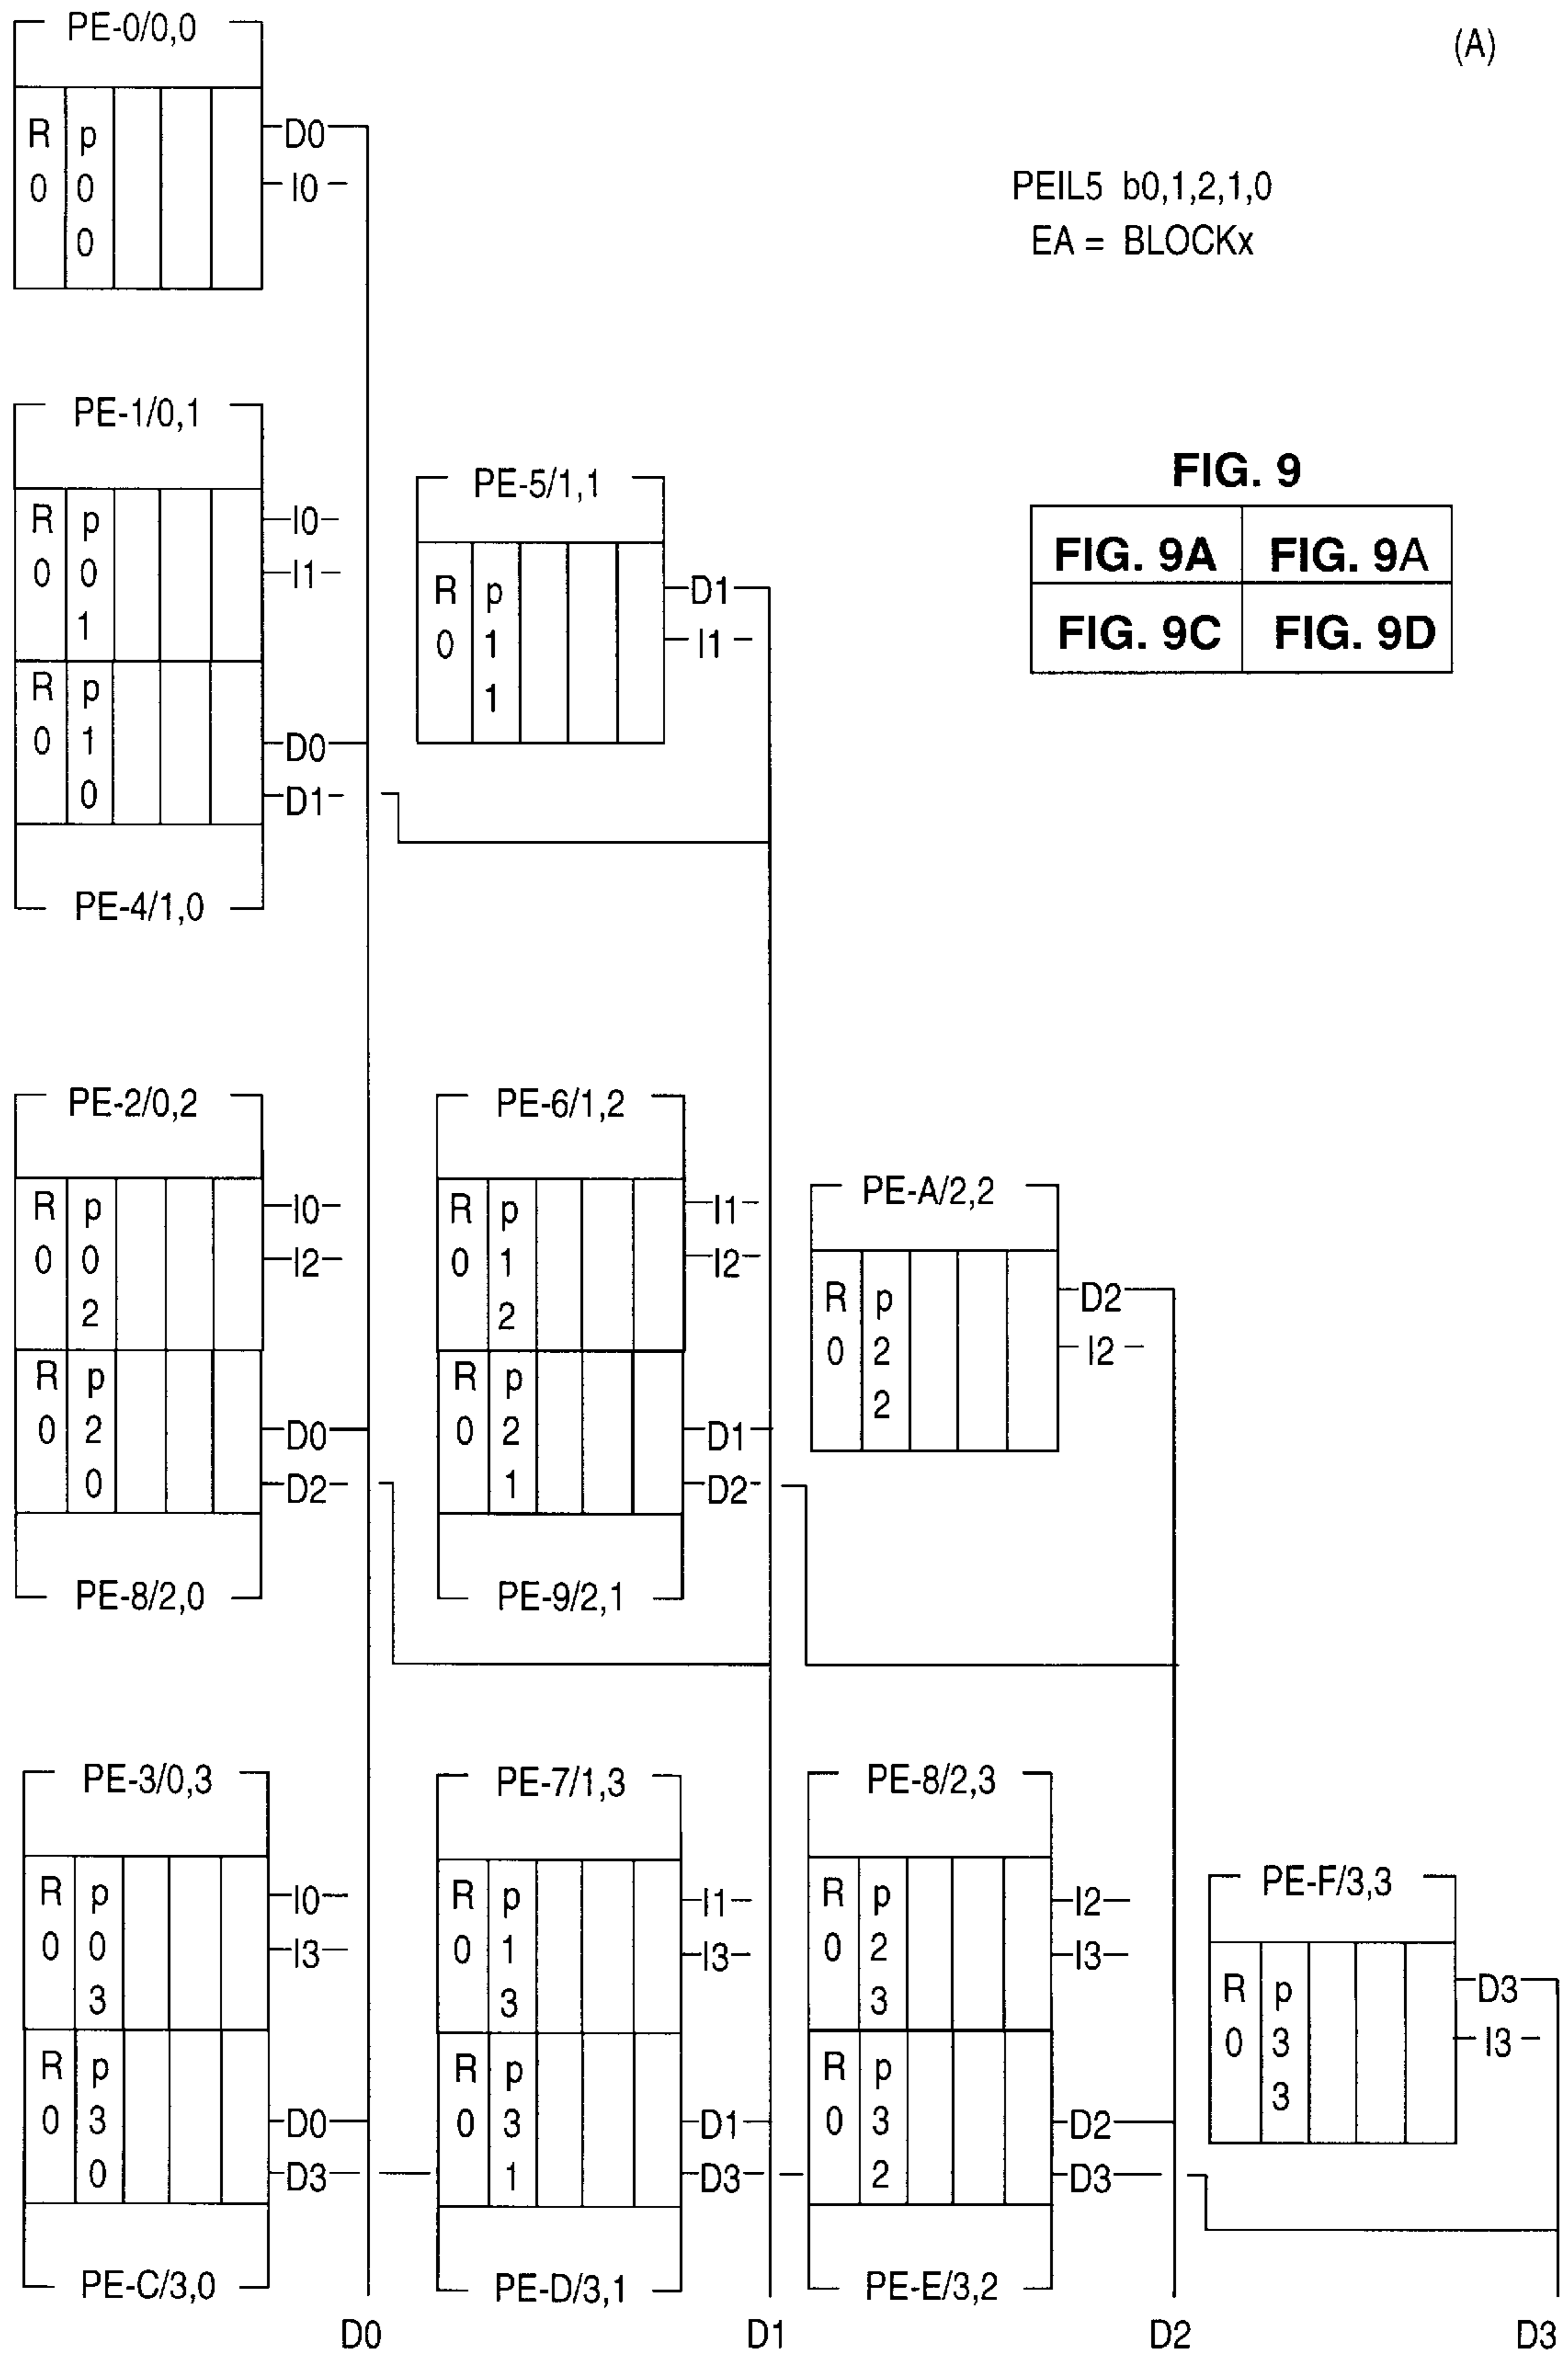 PE-0/0,0
(A)
R p
0 0
0
D0
I0
PEIL5 b0,1,2,1,0
EA = BLOCKx
PE-1/0,1
R p
0 0
1
I0
I1
R p
0 1
0
D0
D1
PE-4/1,0
PE-5/1,1
R p
0 1
1
D1
I1
FIG. 9
FIG. 9A FIG. 9A
FIG. 9C FIG. 9D
PE-2/0,2
R p
0 0
2
I0
I2
R p
0 2
0
D0
D2
PE-8/2,0
PE-6/1,2
R p
0 1
2
I1
I2
R p
0 2
1
D1
D2
PE-9/2,1
PE-A/2,2
R p
0 2
2
D2
I2
PE-3/0,3
R p
0 0
3
I0
I3
R p
0 3
0
D0
D3
PE-C/3,0
PE-7/1,3
R p
0 1
3
I1
I3
R p
0 3
1
D1
D3
PE-D/3,1
PE-8/2,3
R p
0 2
3
I2
I3
R p
0 3
2
D2
D3
PE-E/3,2
PE-F/3,3
R p
0 3
3
D3
I3
D0 D1 D2 D3